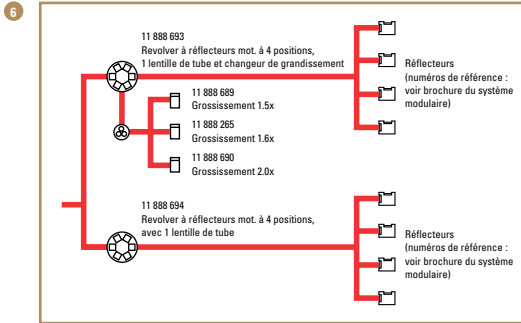 6
11 888 693
Revolver à réflecteurs mot. à 4 positions,
1 lentille de tube et changeur de grandissement
Réflecteurs
(numéros de référence :
voir brochure du système
modulaire)
11 888 689
Grossissement 1.5x
11 888 265
Grossissement 1.6x
11 888 690
Grossissement 2.0x
11 888 694
Revolver à réflecteurs mot. à 4 positions,
avec 1 lentille de tube
Réflecteurs
(numéros de référence :
voir brochure du système
modulaire)